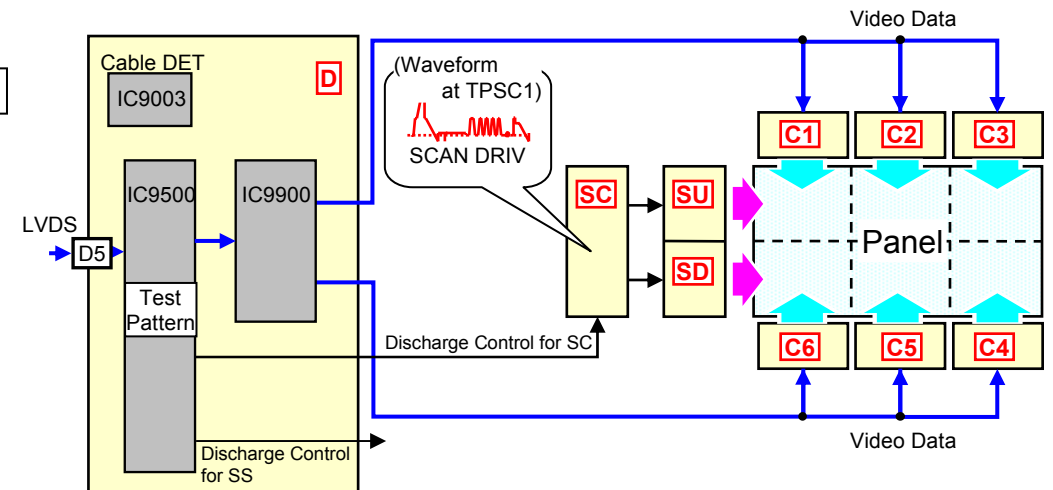 Video Data
Cable DET
IC9003
D
(Waveform
at TPSC1)
SCAN DRIV
C1
C2
C3
IC9500
IC9900
SC
SU
LVDS
D5
Panel
SD
Test
Pattern
Discharge Control for SC
C6
C5
C4
Video Data
Discharge Control
for SS